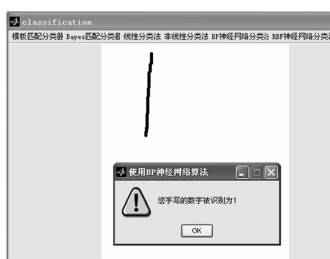 classification
模板匹配分类器 Bayes匹配分类器 线性分类法 非线性分类法 BP神经网络分类法 RBF神经网络分类
使用BP神经网络算法
您手写的数字被识别为1
OK